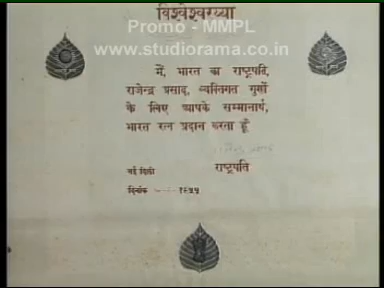 विश्वेश्वरय्या
Promo - MMPL
www.studiorama.co.in
मैं, भारत का राष्ट्रपति,
राजेन्द्र प्रसाद, व्यक्तिगत गुणों
के लिए आपके सम्मानार्थ,
भारत रत्न प्रदान करता हूँ
राष्ट्रपति
नई दिल्ली
दिनांक १९५५